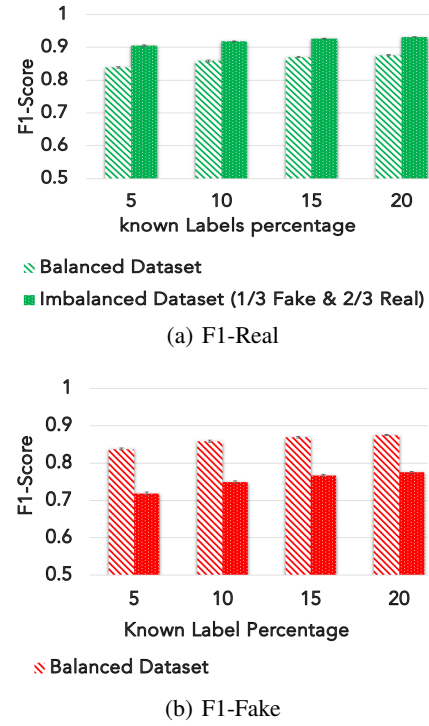 1
0.9
0.8
0.7
0.6
0.5
F1-Score
5 10 15 20
known Labels percentage
Balanced Dataset
Imbalanced Dataset (1/3 Fake & 2/3 Real)
(a) F1-Real
1
0.9
0.8
0.7
0.6
0.5
F1-Score
5 10 15 20
Known Label Percentage
Balanced Dataset
(b) F1-Fake